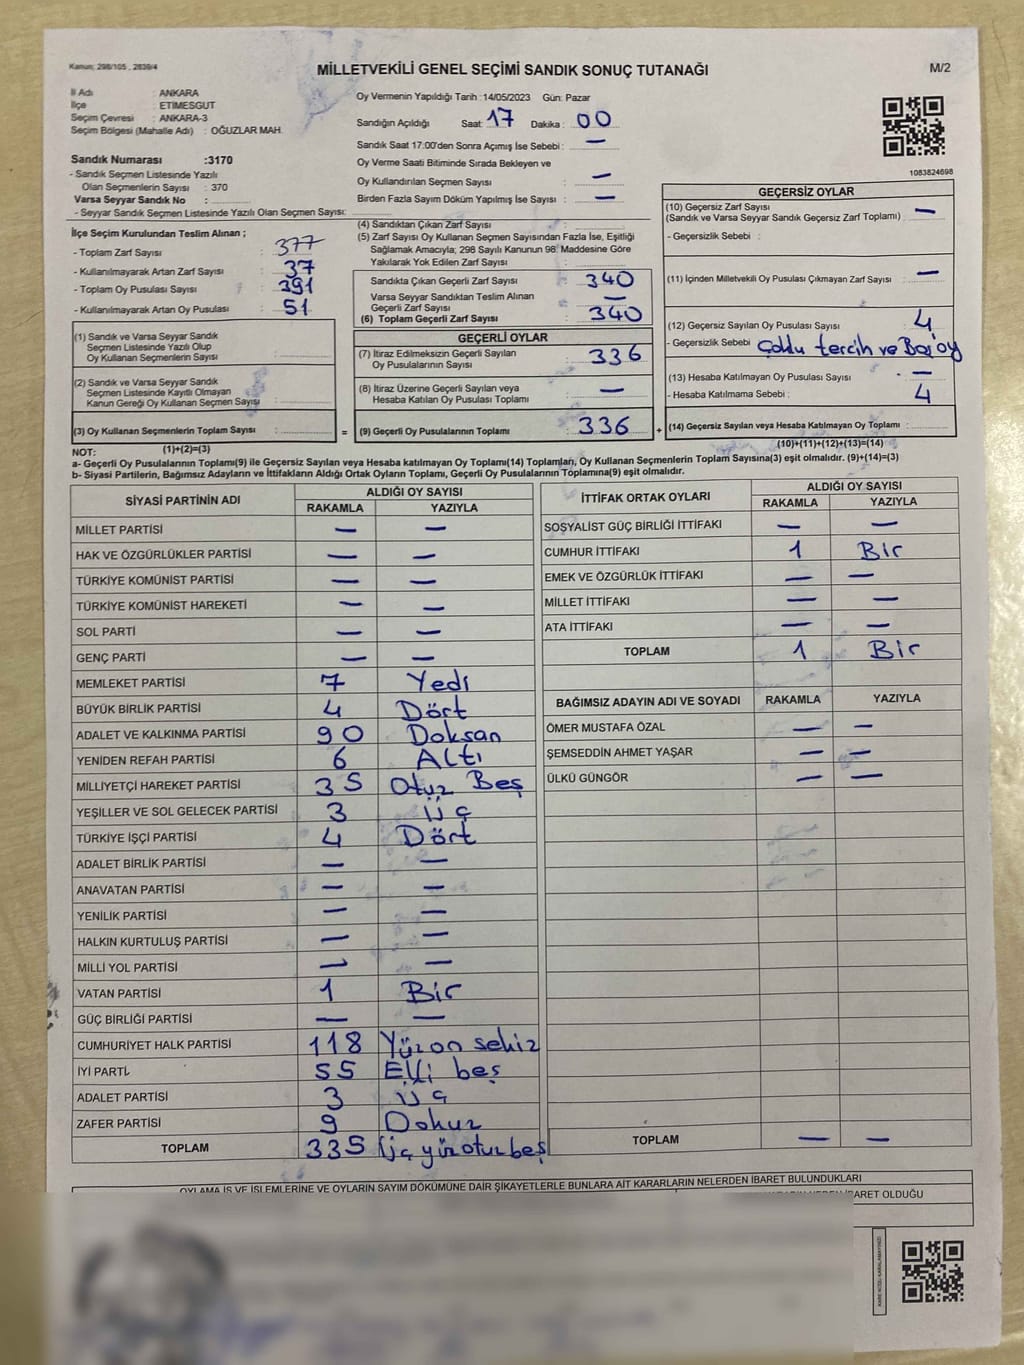 Kanun: 298/105 , 2839/4
MİLLETVEKİLİ GENEL SEÇİMİ SANDIK SONUÇ TUTANAĞI
M/2
İl Adı : ANKARA
İlçe : ETİMESGUT
Seçim Çevresi : ANKARA-3
Seçim Bölgesi (Mahalle Adı) : OĞUZLAR MAH.
Sandık Numarası :3170
- Sandık Seçmen Listesinde Yazılı
Olan Seçmenlerin Sayısı : 370
Varsa Seyyar Sandık No :
- Seyyar Sandık Seçmen Listesinde Yazılı Olan Seçmen Sayısı:
Oy Vermenin Yapıldığı Tarih :14/05/2023 Gün: Pazar
Sandığın Açıldığı Saat: 17 Dakika : 00
Sandık Saat 17:00'den Sonra Açımış İse Sebebi : —
Oy Verme Saati Bitiminde Sırada Bekleyen ve
Oy Kullandırılan Seçmen Sayısı : —
Birden Fazla Sayım Döküm Yapılmış İse Sayısı : —
1083824698
İlçe Seçim Kurulundan Teslim Alınan ;
- Toplam Zarf Sayısı : 377
- Kullanılmayarak Artan Zarf Sayısı : 37
- Toplam Oy Pusulası Sayısı : 391
- Kullanılmayarak Artan Oy Pusulası : 51
(4) Sandıktan Çıkan Zarf Sayısı :
(5) Zarf Sayısı Oy Kullanan Seçmen Sayısından Fazla İse, Eşitliği
Sağlamak Amacıyla; 298 Sayılı Kanunun 98. Maddesine Göre
Yakılarak Yok Edilen Zarf Sayısı :
Sandıkta Çıkan Geçerli Zarf Sayısı : 340
Varsa Seyyar Sandıktan Teslim Alınan
Geçerli Zarf Sayısı : —
(6) Toplam Geçerli Zarf Sayısı : 340
GEÇERSİZ OYLAR
(10) Geçersiz Zarf Sayısı
(Sandık ve Varsa Seyyar Sandık Geçersiz Zarf Toplamı) : —
- Geçersizlik Sebebi :
(11) İçinden Milletvekili Oy Pusulası Çıkmayan Zarf Sayısı : —
(12) Geçersiz Sayılan Oy Pusulası Sayısı : 4
- Geçersizlik Sebebi : Çoklu tercih ve Boş oy
(13) Hesaba Katılmayan Oy Pusulası Sayısı : —
- Hesaba Katılmama Sebebi : 4
(14) Geçersiz Sayılan veya Hesaba Katılmayan Oy Toplamı :
(10)+(11)+(12)+(13)=(14)
(1) Sandık ve Varsa Seyyar Sandık
Seçmen Listesinde Yazılı Olup
Oy Kullanan Seçmenlerin Sayısı :
(2) Sandık ve Varsa Seyyar Sandık
Seçmen Listesinde Kayıtlı Olmayan
Kanun Gereği Oy Kullanan Seçmen Sayısı :
(3) Oy Kullanan Seçmenlerin Toplam Sayısı : =
(1)+(2)=(3)
GEÇERLİ OYLAR
(7) İtiraz Edilmeksizin Geçerli Sayılan
Oy Pusulalarının Sayısı : 336
(8) İtiraz Üzerine Geçerli Sayılan veya
Hesaba Katılan Oy Pusulası Toplamı : —
(9) Geçerli Oy Pusulalarının Toplamı : 336 +
NOT:
a- Geçerli Oy Pusulalarının Toplamı(9) ile Geçersiz Sayılan veya Hesaba katılmayan Oy Toplamı(14) Toplamları, Oy Kullanan Seçmenlerin Toplam Sayısına(3) eşit olmalıdır. (9)+(14)=(3)
b- Siyasi Partilerin, Bağımsız Adayların ve İttifakların Aldığı Ortak Oyların Toplamı, Geçerli Oy Pusulalarının Toplamına(9) eşit olmalıdır.
SİYASİ PARTİNİN ADI ALDIĞI OY SAYISI
RAKAMLA YAZIYLA
MİLLET PARTİSİ — —
HAK VE ÖZGÜRLÜKLER PARTİSİ — —
TÜRKİYE KOMÜNİST PARTİSİ — —
TÜRKİYE KOMÜNİST HAREKETİ — —
SOL PARTİ — —
GENÇ PARTİ — —
MEMLEKET PARTİSİ 7 Yedi
BÜYÜK BİRLİK PARTİSİ 4 Dört
ADALET VE KALKINMA PARTİSİ 90 Doksan
YENİDEN REFAH PARTİSİ 6 Altı
MİLLİYETÇİ HAREKET PARTİSİ 35 Otuz Beş
YEŞİLLER VE SOL GELECEK PARTİSİ 3 Üç
TÜRKİYE İŞÇİ PARTİSİ 4 Dört
ADALET BİRLİK PARTİSİ — —
ANAVATAN PARTİSİ — —
YENİLİK PARTİSİ — —
HALKIN KURTULUŞ PARTİSİ — —
MİLLİ YOL PARTİSİ — —
VATAN PARTİSİ 1 Bir
GÜÇ BİRLİĞİ PARTİSİ — —
CUMHURİYET HALK PARTİSİ 118 Yüzon sekiz
İYİ PARTİ 55 Elli beş
ADALET PARTİSİ 3 Üç
ZAFER PARTİSİ 9 Dokuz
TOPLAM 335 Üç yüz otuz beş
İTTİFAK ORTAK OYLARI ALDIĞI OY SAYISI
RAKAMLA YAZIYLA
SOSYALİST GÜÇ BİRLİĞİ İTTİFAKI — —
CUMHUR İTTİFAKI 1 Bir
EMEK VE ÖZGÜRLÜK İTTİFAKI — —
MİLLET İTTİFAKI — —
ATA İTTİFAKI — —
TOPLAM 1 Bir
BAĞIMSIZ ADAYIN ADI VE SOYADI RAKAMLA YAZIYLA
ÖMER MUSTAFA ÖZAL — —
ŞEMSEDDİN AHMET YAŞAR — —
ÜLKÜ GÜNGÖR — —
TOPLAM — —
OYLAMA İŞ VE İŞLEMLERİNE VE OYLARIN SAYIM DÖKÜMÜNE DAİR ŞİKAYETLERLE BUNLARA AİT KARARLARIN NELERDEN İBARET BULUNDUKLARI
İBARET OLDUĞU